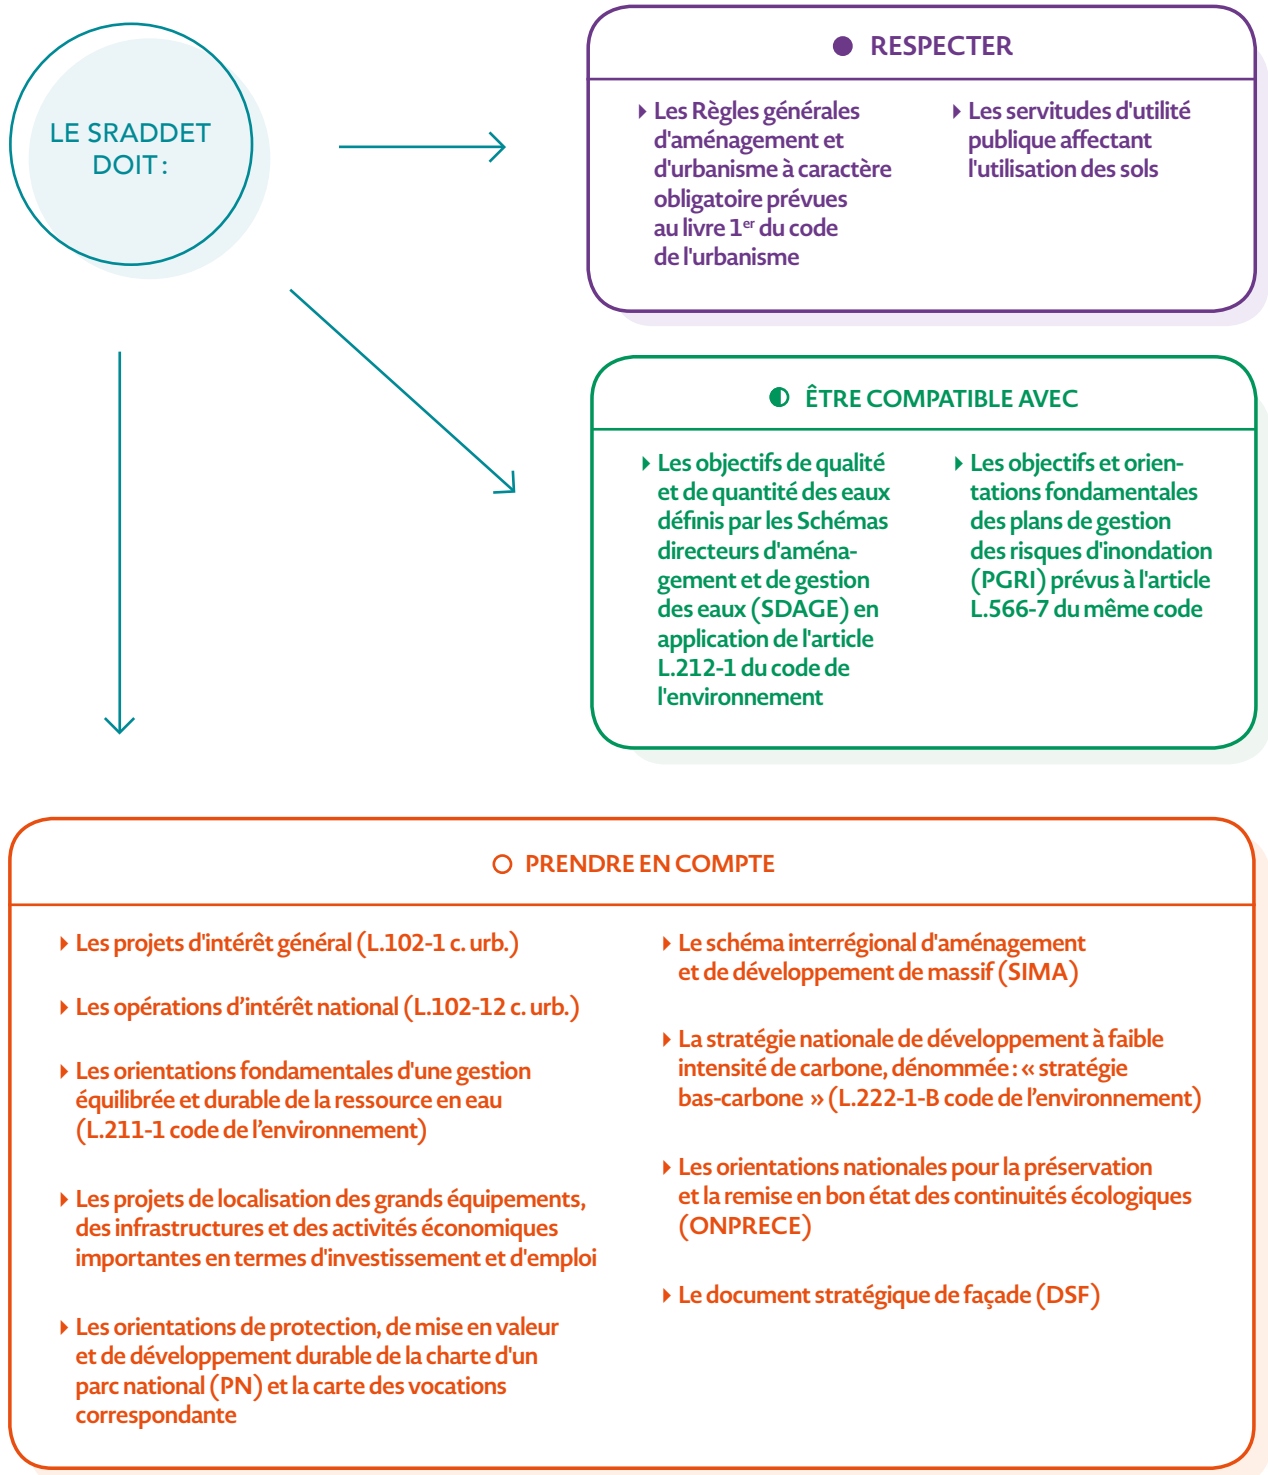 LE SRADDET
DOIT :
RESPECTER
Les Règles générales
d'aménagement et
d'urbanisme à caractère
obligatoire prévues
au livre 1er du code
de l'urbanisme
Les servitudes d'utilité
publique affectant
l'utilisation des sols
ÊTRE COMPATIBLE AVEC
Les objectifs de qualité
et de quantité des eaux
définis par les Schémas
directeurs d'aména-
gement et de gestion
des eaux (SDAGE) en
application de l'article
L.212-1 du code de
l'environnement
Les objectifs et orien-
tations fondamentales
des plans de gestion
des risques d'inondation
(PGRI) prévus à l'article
L.566-7 du même code
PRENDRE EN COMPTE
Les projets d'intérêt général (L.102-1 c. urb.)
Les opérations d’intérêt national (L.102-12 c. urb.)
Les orientations fondamentales d'une gestion
équilibrée et durable de la ressource en eau
(L.211-1 code de l’environnement)
Les projets de localisation des grands équipements,
des infrastructures et des activités économiques
importantes en termes d'investissement et d'emploi
Les orientations de protection, de mise en valeur
et de développement durable de la charte d'un
parc national (PN) et la carte des vocations
correspondante
Le schéma interrégional d'aménagement
et de développement de massif (SIMA)
La stratégie nationale de développement à faible
intensité de carbone, dénommée : « stratégie
bas-carbone » (L.222-1-B code de l’environnement)
Les orientations nationales pour la préservation
et la remise en bon état des continuités écologiques
(ONPRECE)
Le document stratégique de façade (DSF)